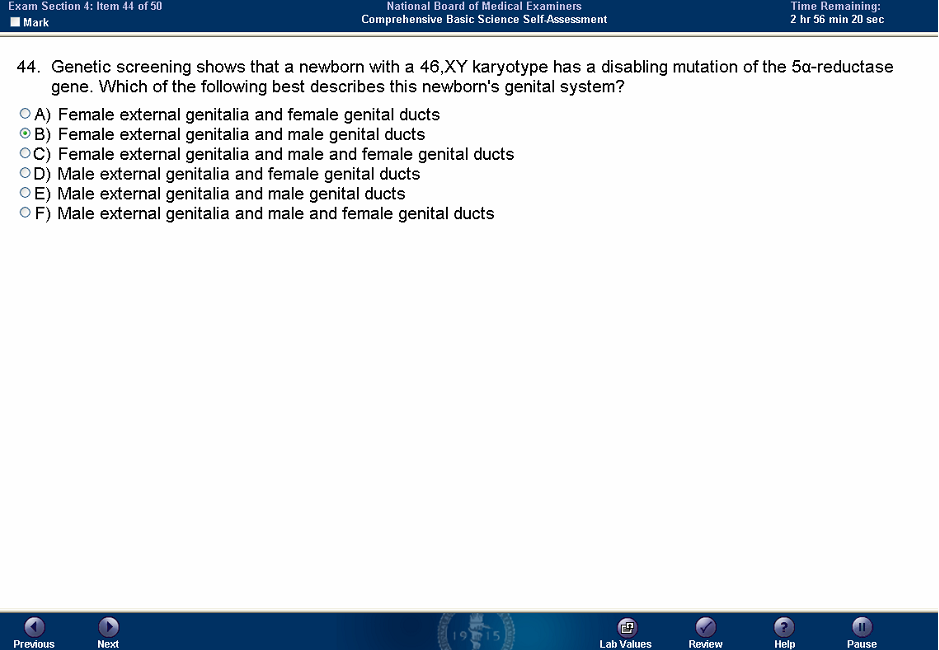 Exam Section 4: Item 44 of 50
National Board of Medical Examiners
Time Remaining:
Mark
Comprehensive Basic Science Self-Assessment
2 hr 56 min 20 sec
44. Genetic screening shows that a newborn with a 46,XY karyotype has a disabling mutation of the 5α-reductase
gene. Which of the following best describes this newborn's genital system?
A) Female external genitalia and female genital ducts
B) Female external genitalia and male genital ducts
C) Female external genitalia and male and female genital ducts
D) Male external genitalia and female genital ducts
E) Male external genitalia and male genital ducts
F) Male external genitalia and male and female genital ducts
19 15
Previous
Next
Lab Values
Review
Help
Pause